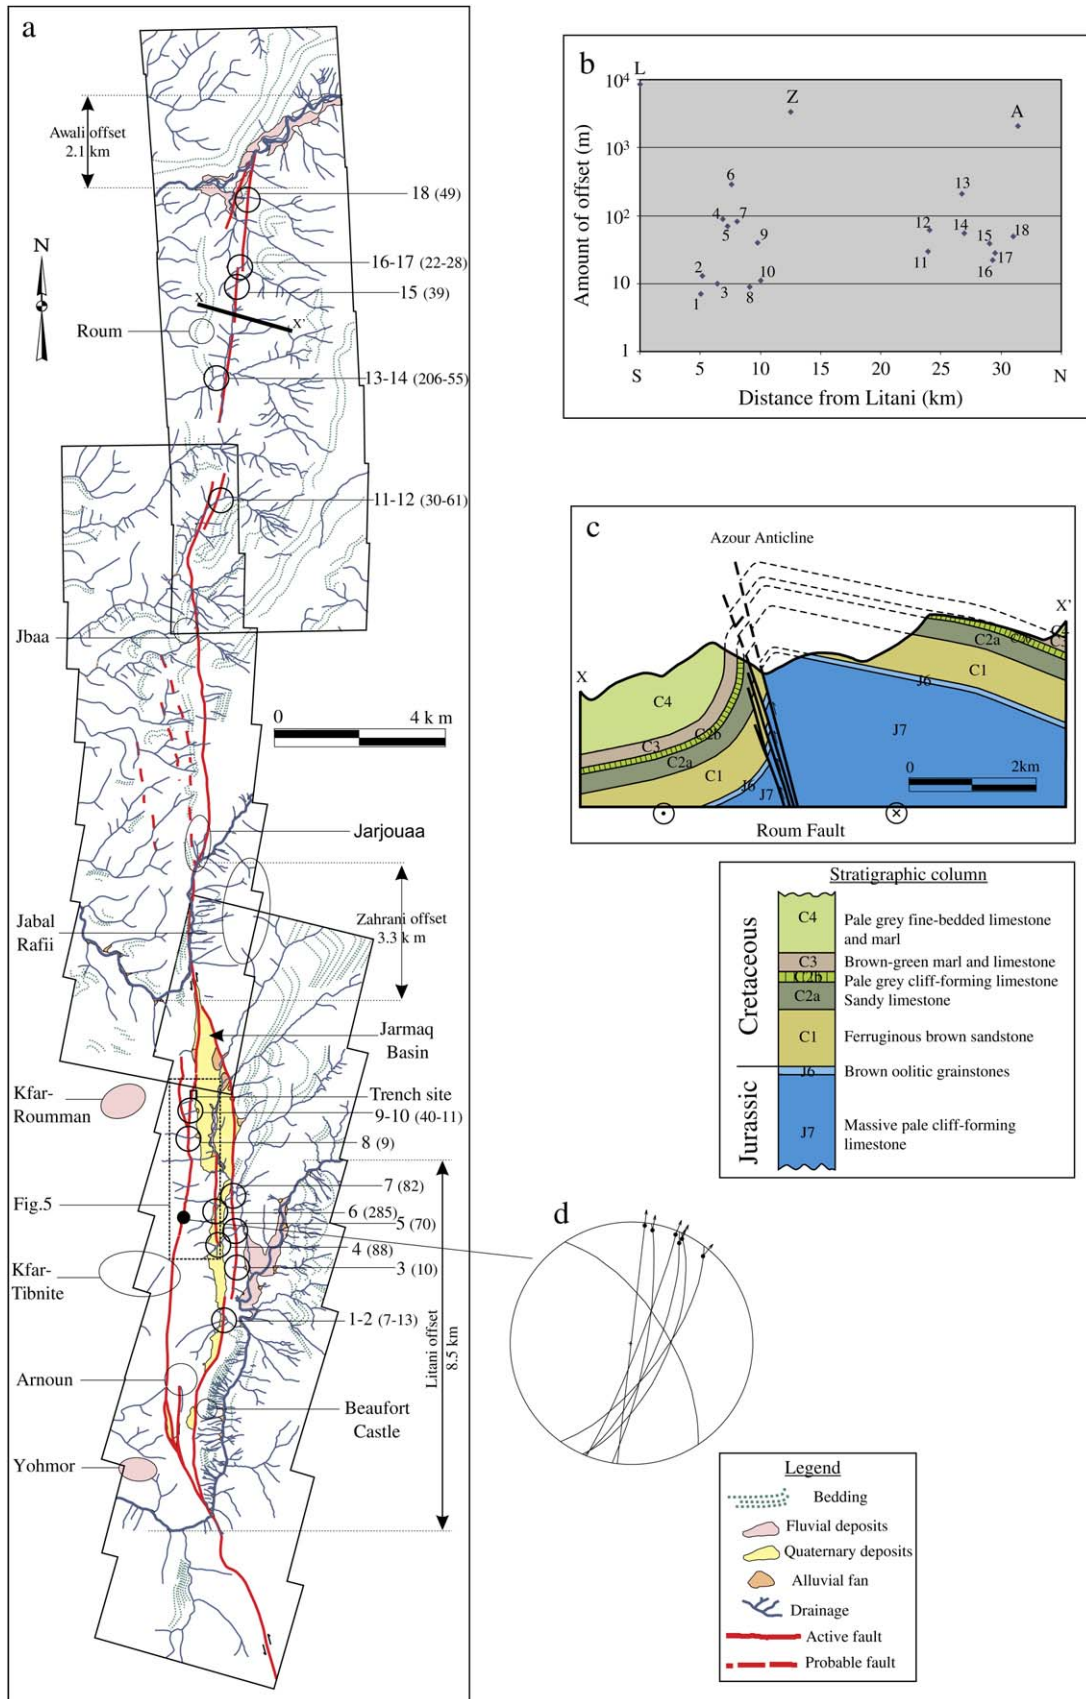 a
Awali offset
2.1 km
18 (49)
N
16-17 (22-28)
15 (39)
X
X'
Roum
13-14 (206-55)
11-12 (30-61)
Jbaa
0 4 k m
Jarjouaa
Jabal
Rafii
Zahrani offset
3.3 k m
Jarmaq
Basin
Kfar-
Roumman
Trench site
9-10 (40-11)
8 (9)
Fig.5
7 (82)
6 (285)
5 (70)
4 (88)
Kfar-
Tibnite
3 (10)
1-2 (7-13)
Litani offset
8.5 km
Arnoun
Beaufort
Castle
Yohmor
b
L
Z
A
Amount of offset (m)
10⁴
10³
10²
10
1
1
2
3
4
5
6
7
8
9
10
11
12
13
14
15
16
17
18
S 5 10 15 20 25 30 N
Distance from Litani (km)
c
Azour Anticline
X
X'
C4
C3
C2b
C2a
C1
J6
J7
C2a
C1
J6
J7
0 2km
Roum Fault
Stratigraphic column
Cretaceous
Jurassic
C4 Pale grey fine-bedded limestone
and marl
C3 Brown-green marl and limestone
C2b Pale grey cliff-forming limestone
C2a Sandy limestone
C1 Ferruginous brown sandstone
J6 Brown oolitic grainstones
J7 Massive pale cliff-forming
limestone
d
Legend
Bedding
Fluvial deposits
Quaternary deposits
Alluvial fan
Drainage
Active fault
Probable fault